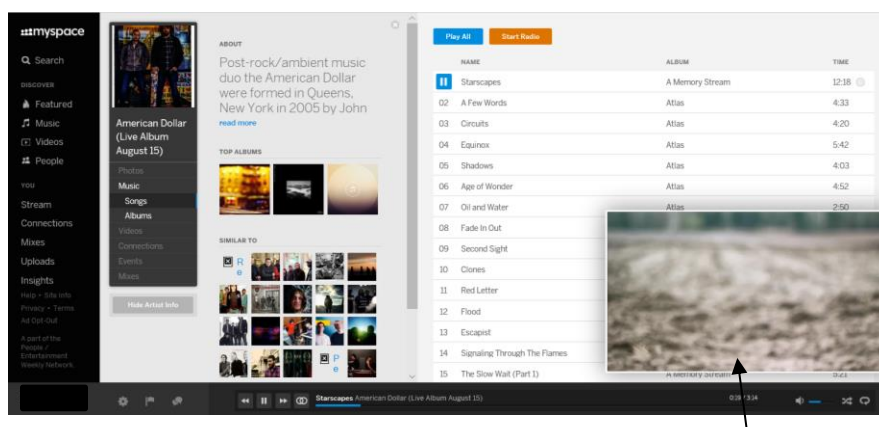 myspace
Search
DISCOVER
Featured
Music
Videos
People
YOU
Stream
Connections
Mixes
Uploads
Insights
Help • Site Info
Privacy • Terms
Ad Opt-Out
A part of the
People /
Entertainment
Weekly Network.
American Dollar
(Live Album
August 15)
Photos
Music
Songs
Albums
Videos
Connections
Events
Mixes
Hide Artist Info
ABOUT
Post-rock/ambient music
duo the American Dollar
were formed in Queens,
New York in 2005 by John
read more
TOP ALBUMS
SIMILAR TO
R
e
P
e
Play All Start Radio
NAME ALBUM TIME
Starscapes A Memory Stream 12:18
02 A Few Words Atlas 4:33
03 Circuits Atlas 4:20
04 Equinox Atlas 5:42
05 Shadows Atlas 4:03
06 Age of Wonder Atlas 4:52
07 Oil and Water Atlas 2:50
08 Fade In Out
09 Second Sight
10 Clones
11 Red Letter
12 Flood
13 Escapist
14 Signaling Through The Flames
15 The Slow Wait (Part 1) A Memory Stream 5:21
Starscapes American Dollar (Live Album August 15)